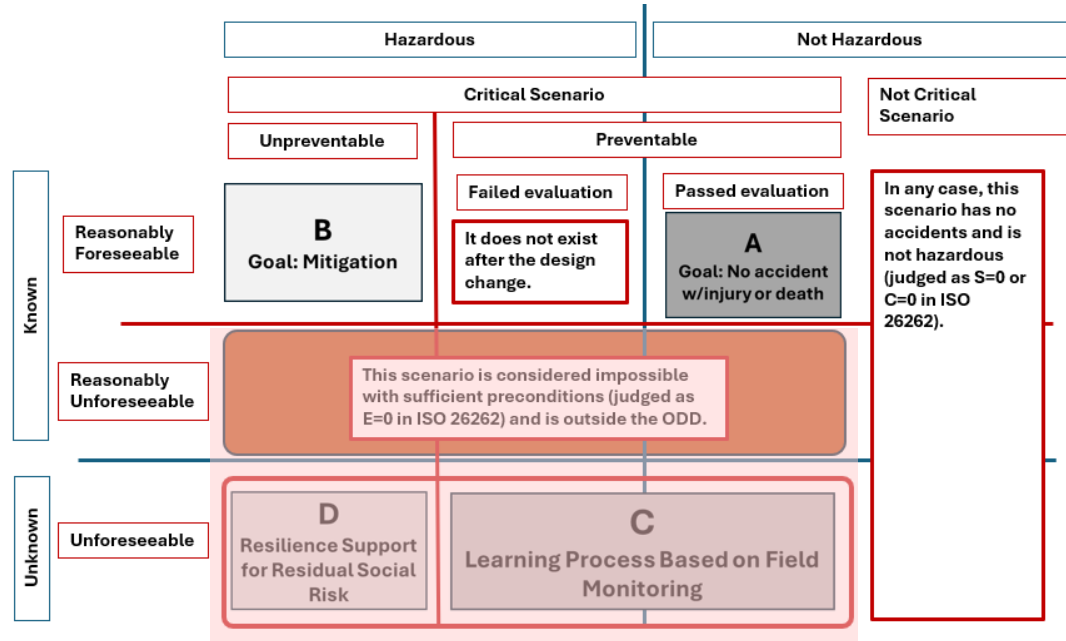 Hazardous
Not Hazardous
Critical Scenario
Not Critical
Scenario
Unpreventable
Preventable
Failed evaluation
Passed evaluation
Known
Reasonably
Foreseeable
B
Goal: Mitigation
It does not exist
after the design
change.
A
Goal: No accident
w/injury or death
In any case, this
scenario has no
accidents and is
not hazardous
(judged as S=0 or
C=0 in ISO
26262).
Reasonably
Unforeseeable
This scenario is considered impossible
with sufficient preconditions (judged as
E=0 in ISO 26262) and is outside the ODD.
Unknown
Unforeseeable
D
Resilience Support
for Residual Social
Risk
C
Learning Process Based on Field
Monitoring